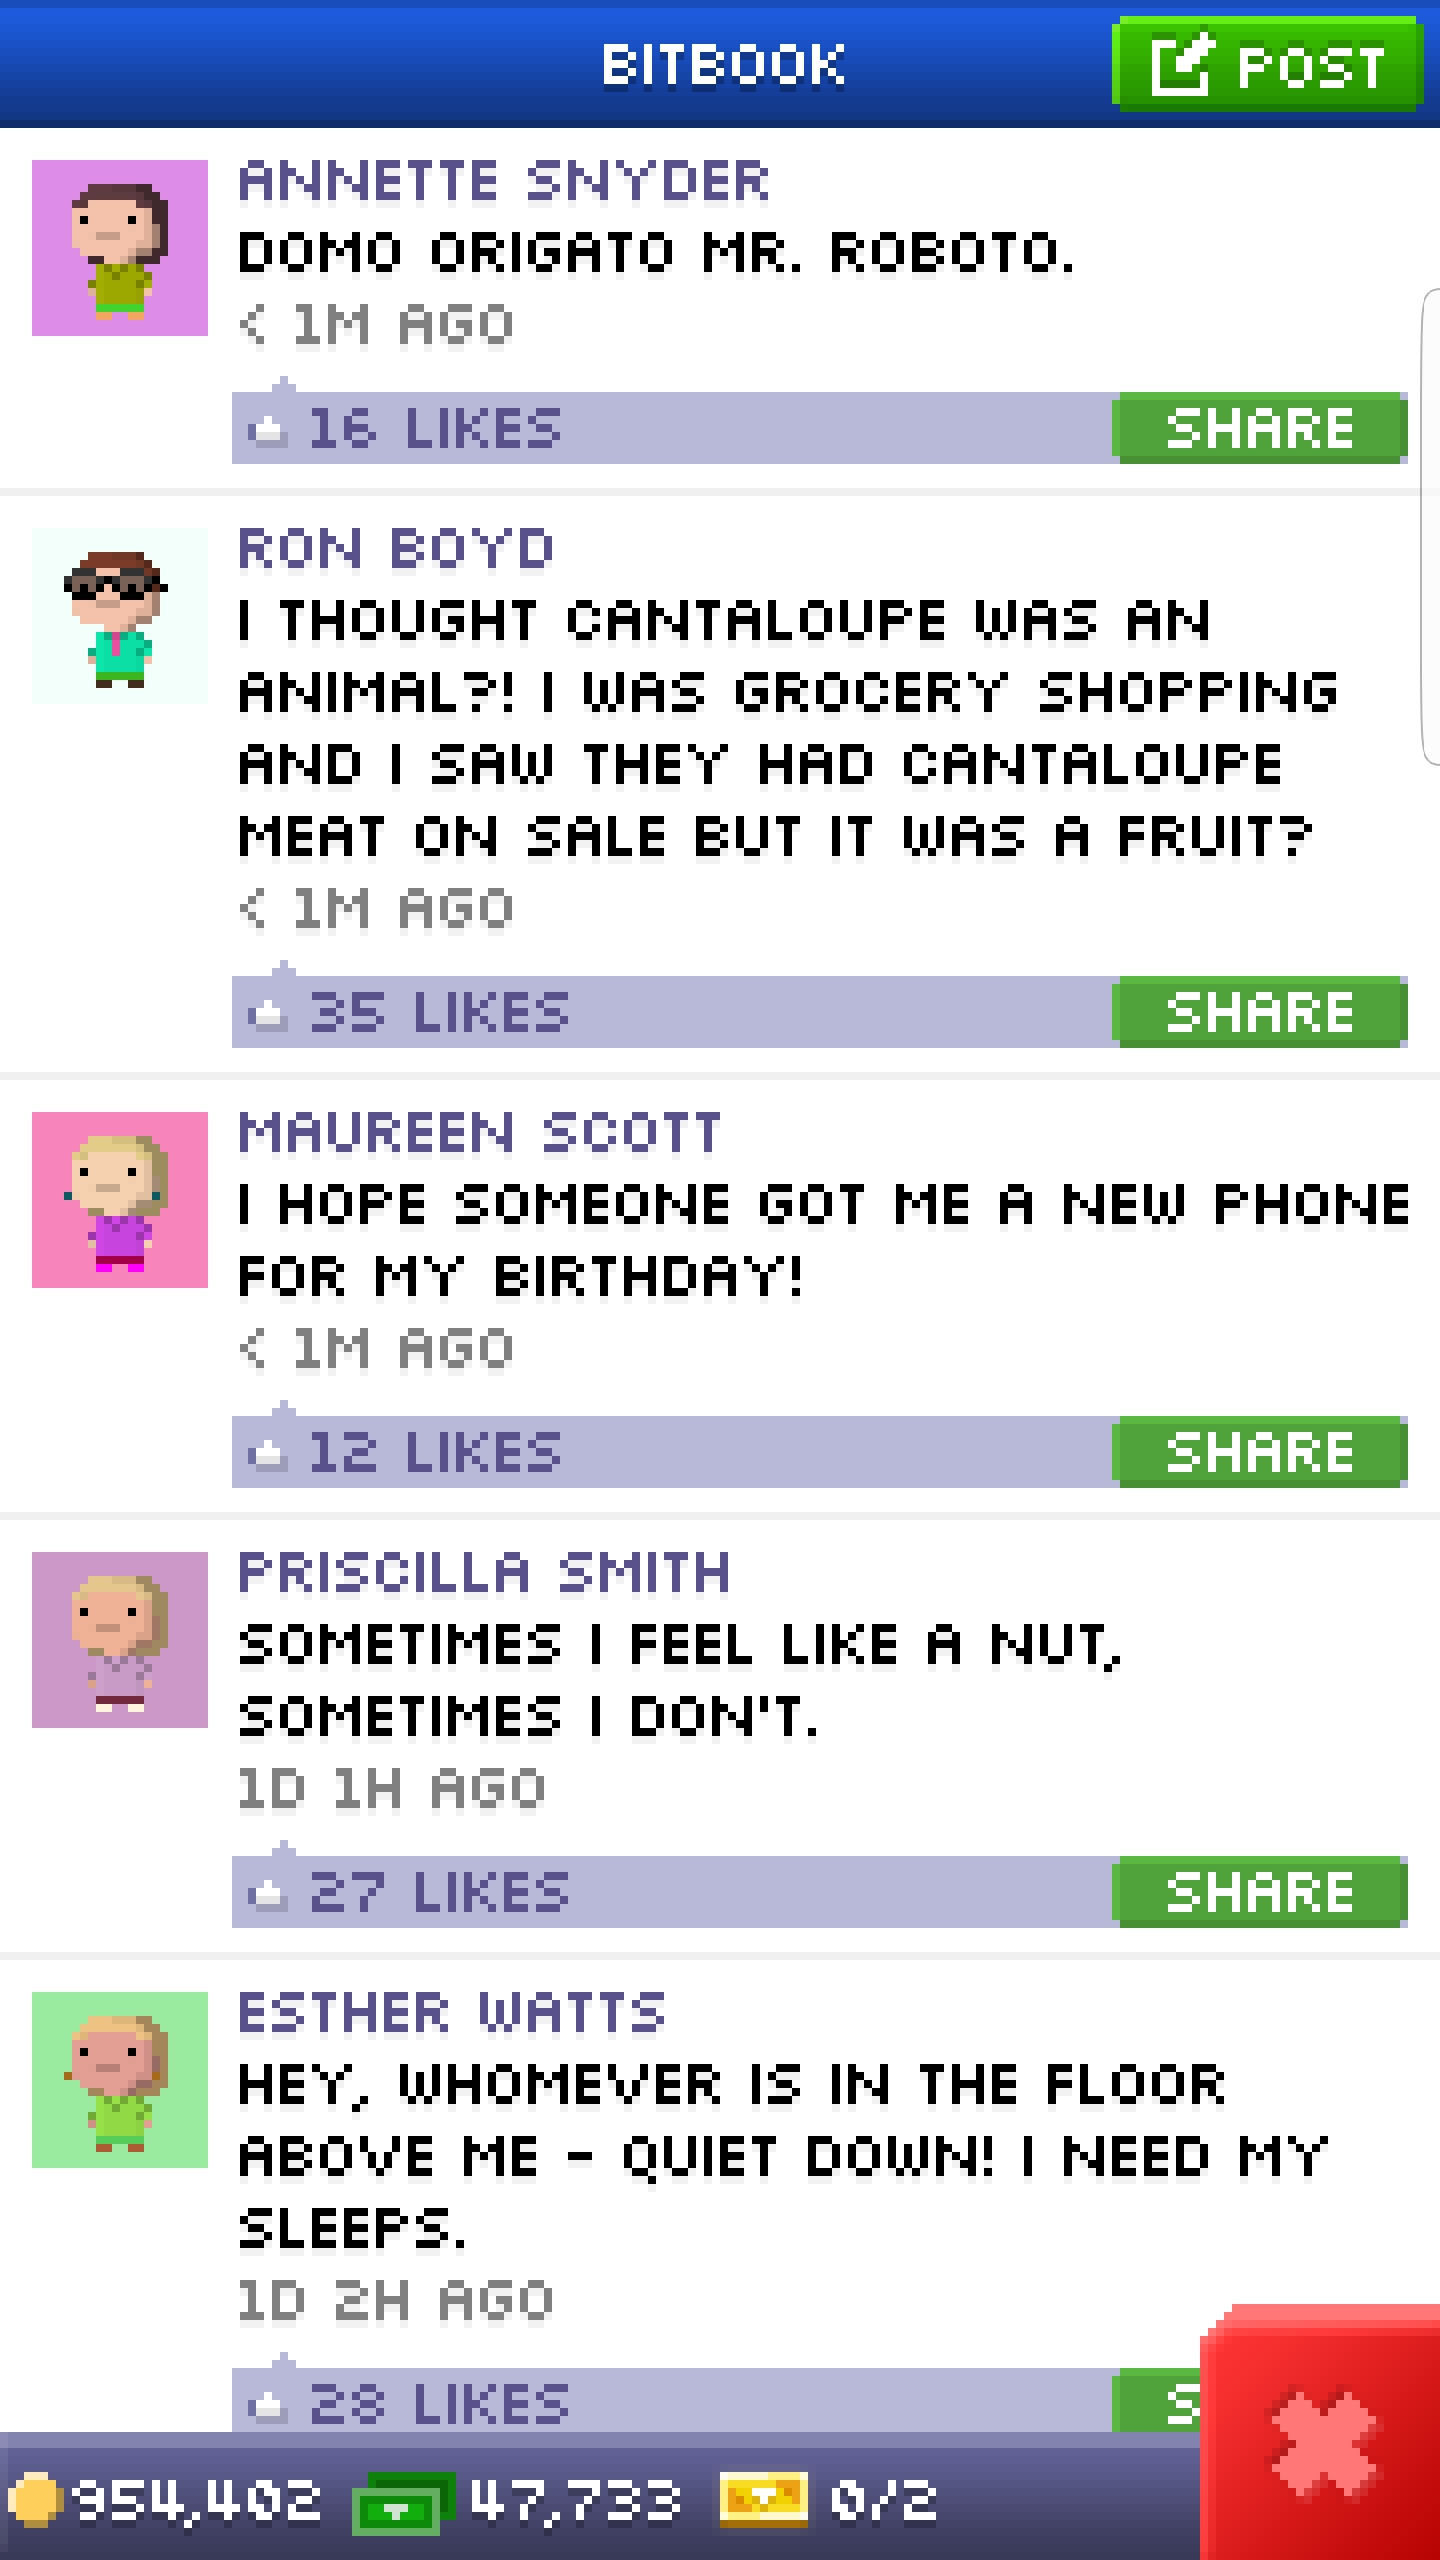 BITBOOK
POST
ANNETTE SNYDER
DOMO ORIGATO MR. ROBOTO.
< 1M AGO
16 LIKES
SHARE
RON BOYD
I THOUGHT CANTALOUPE WAS AN
ANIMAL?! I WAS GROCERY SHOPPING
AND I SAW THEY HAD CANTALOUPE
MEAT ON SALE BUT IT WAS A FRUIT?
< 1M AGO
35 LIKES
SHARE
MAUREEN SCOTT
I HOPE SOMEONE GOT ME A NEW PHONE
FOR MY BIRTHDAY!
< 1M AGO
12 LIKES
SHARE
PRISCILLA SMITH
SOMETIMES I FEEL LIKE A NUT,
SOMETIMES I DON'T.
1D 1H AGO
27 LIKES
SHARE
ESTHER WATTS
HEY, WHOMEVER IS IN THE FLOOR
ABOVE ME - QUIET DOWN! I NEED MY
SLEEPS.
1D 2H AGO
28 LIKES
S
954,402
47,733
0/2